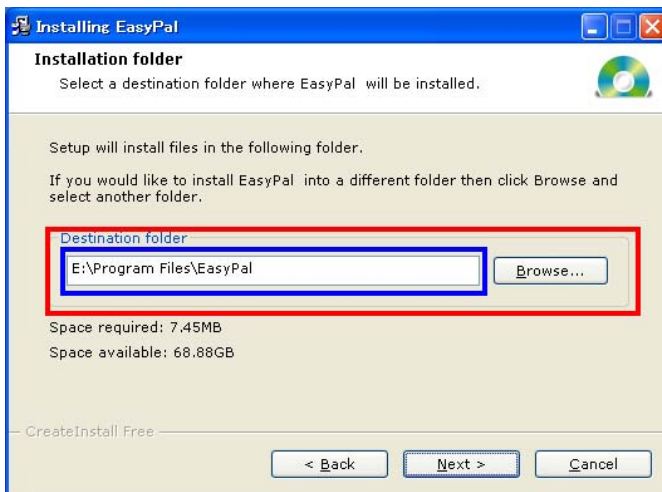 Installing EasyPal
Installation folder
Select a destination folder where EasyPal will be installed.
Setup will install files in the following folder.
If you would like to install EasyPal into a different folder then click Browse and
select another folder.
Destination folder
E:\Program Files\EasyPal
Browse...
Space required: 7.45MB
Space available: 68.88GB
CreateInstall Free
< Back
Next >
Cancel